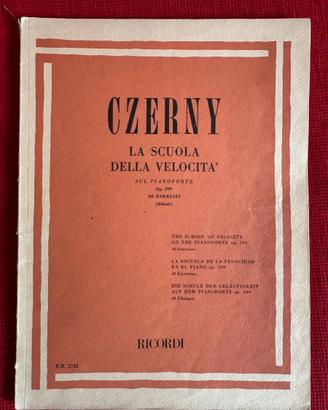 CZERNY
LA SCUOLA
DELLA VELOCITA'
SUL PIANOFORTE
Op. 299
40 ESERCIZI
(Riboli)
THE SCHOOL OF VELOCITY
ON THE PIANOFORTE op. 299
40 Exercises
LA ESCUELA DE LA VELOCIDAD
EN EL PIANO op. 299
40 Ejercicios
DIE SCHULE DER GELÄUFIGKEIT
AUF DEM PIANOFORTE op. 299
40 Übungen
RICORDI
E.R. 2733